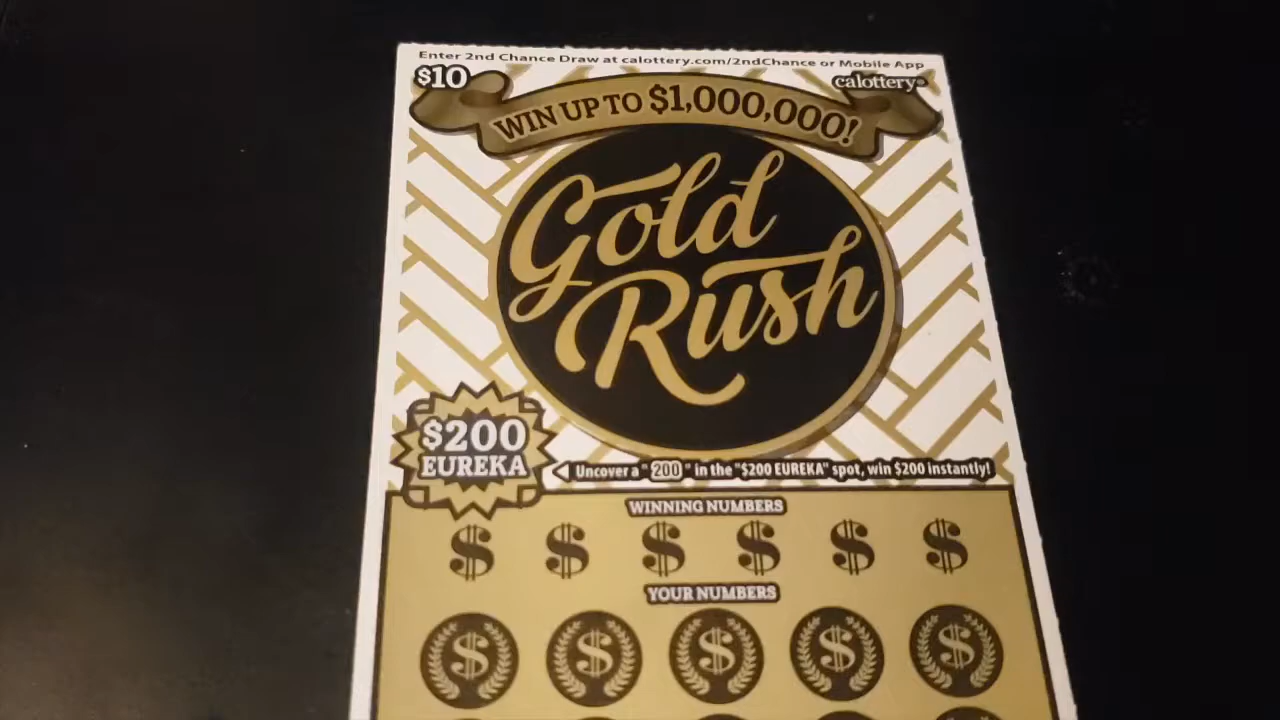 Enter 2nd Chance Draw at calottery.com/2ndChance or Mobile App
$10
calottery®
WIN UP TO $1,000,000!
Gold
Rush
$200
EUREKA
Uncover a "200" in the "$200 EUREKA" spot, win $200 instantly!
WINNING NUMBERS
$ $ $ $ $ $
YOUR NUMBERS
$ $ $ $ $